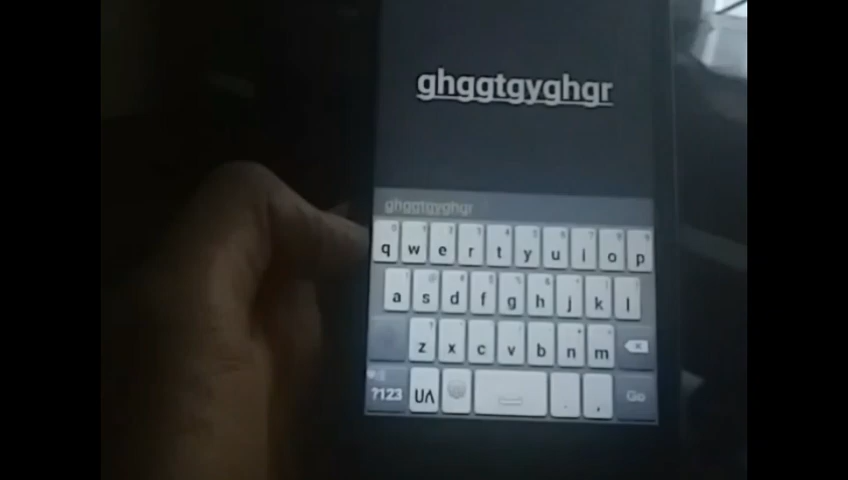 ghggtgyghgr
ghggtgyghgr
q w e r t y u i o p
a s d f g h j k l
z x c v b n m
?123 . , Go